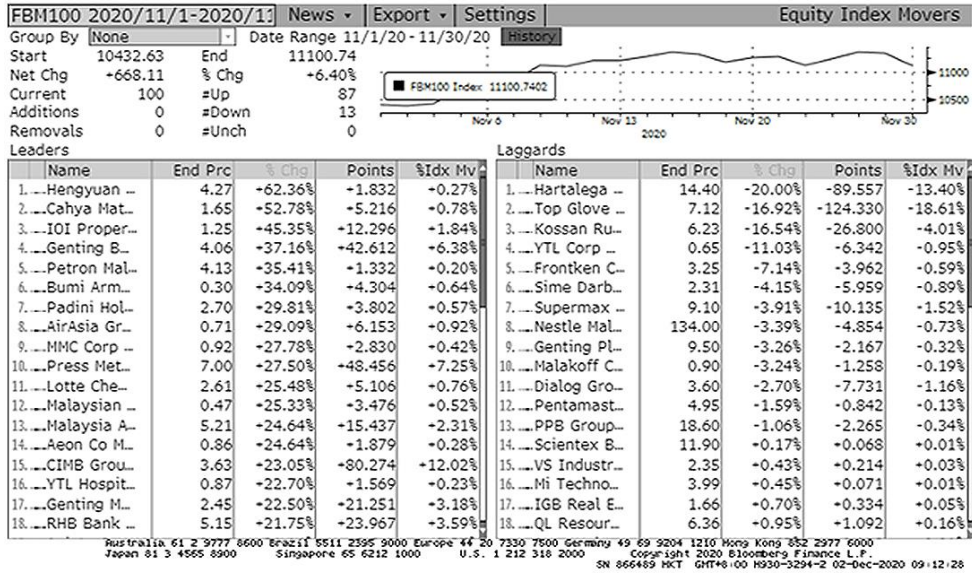 FBM100 2020/11/1-2020/11 News Export Settings Equity Index Movers
Group By None Date Range 11/1/20 - 11/30/20 History
Start 10432.63 End 11100.74
Net Chg +668.11 % Chg +6.40%
Current 100 #Up 87
Additions 0 #Down 13
Removals 0 #Unch 0
FBM100 Index 11100.7402
11000
10500
Nov 6 Nov 13 Nov 20 Nov 30
2020
Leaders
Name End Prc % Chg Points %Idx Mv
1. Hengyuan ... 4.27 +62.36% +1.832 +0.27%
2. Cahya Mat... 1.65 +52.78% +5.216 +0.78%
3. IOI Proper... 1.25 +45.35% +12.296 +1.84%
4. Genting B... 4.06 +37.16% +42.612 +6.38%
5. Petron Mal... 4.13 +35.41% +1.332 +0.20%
6. Bumi Arm... 0.30 +34.09% +4.304 +0.64%
7. Padini Hol... 2.70 +29.81% +3.802 +0.57%
8. AirAsia Gr... 0.71 +29.09% +6.153 +0.92%
9. MMC Corp ... 0.92 +27.78% +2.830 +0.42%
10. Press Met... 7.00 +27.50% +48.456 +7.25%
11. Lotte Che... 2.61 +25.48% +5.106 +0.76%
12. Malaysian ... 0.47 +25.33% +3.476 +0.52%
13. Malaysia A... 5.21 +24.64% +15.437 +2.31%
14. Aeon Co M... 0.86 +24.64% +1.879 +0.28%
15. CIMB Grou... 3.63 +23.05% +80.274 +12.02%
16. YTL Hospit... 0.87 +22.70% +1.569 +0.23%
17. Genting M... 2.45 +22.50% +21.251 +3.18%
18. RHB Bank ... 5.15 +21.75% +23.967 +3.59%
Laggards
Name End Prc % Chg Points %Idx Mv
1. Hartalega ... 14.40 -20.00% -89.557 -13.40%
2. Top Glove ... 7.12 -16.92% -124.330 -18.61%
3. Kossan Ru... 6.23 -16.54% -26.800 -4.01%
4. YTL Corp ... 0.65 -11.03% -6.342 -0.95%
5. Frontken C... 3.25 -7.14% -3.962 -0.59%
6. Sime Darb... 2.31 -4.15% -5.959 -0.89%
7. Supermax ... 9.10 -3.91% -10.135 -1.52%
8. Nestle Mal... 134.00 -3.39% -4.854 -0.73%
9. Genting Pl... 9.50 -3.26% -2.167 -0.32%
10. Malakoff C... 0.90 -3.24% -1.258 -0.19%
11. Dialog Gro... 3.60 -2.70% -7.731 -1.16%
12. Pentamast... 4.95 -1.59% -0.842 -0.13%
13. PPB Group... 18.60 -1.06% -2.265 -0.34%
14. Scientex B... 11.90 +0.17% +0.068 +0.01%
15. VS Industr... 2.35 +0.43% +0.214 +0.03%
16. Mi Techno... 3.99 +0.45% +0.071 +0.01%
17. IGB Real E... 1.66 +0.70% +0.334 +0.05%
18. QL Resour... 6.36 +0.95% +1.092 +0.16%
Australia 61 2 9777 8600 Brazil 5511 2395 9000 Europe 44 20 7330 7500 Germany 49 69 9204 1210 Hong Kong 852 2977 6000
Japan 81 3 4565 8900 Singapore 65 6212 1000 U.S. 1 212 318 2000 Copyright 2020 Bloomberg Finance L.P.
SN 866489 HKT GMT+8:00 H930-3294-2 02-Dec-2020 09:12:28